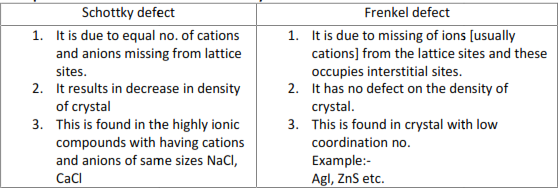 Schottky defect
1. It is due to equal no. of cations
and anions missing from lattice
sites.
2. It results in decrease in density
of crystal
3. This is found in the highly ionic
compounds with having cations
and anions of same sizes NaCl,
CaCl
Frenkel defect
1. It is due to missing of ions [usually
cations] from the lattice sites and these
occupies interstitial sites.
2. It has no defect on the density of
crystal.
3. This is found in crystal with low
coordination no.
Example:-
AgI, ZnS etc.